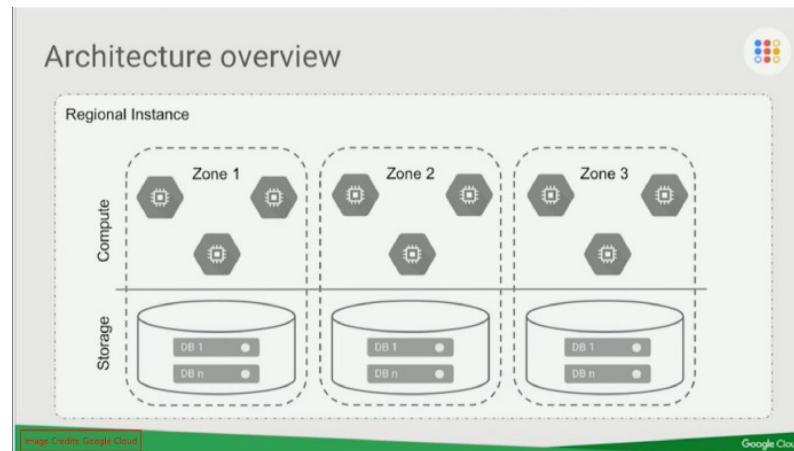 Architecture overview
Regional Instance
Zone 1
Zone 2
Zone 3
Compute
Storage
DB 1
DB n
DB 1
DB n
DB 1
DB n
Image Credits Google Cloud
Google Clou